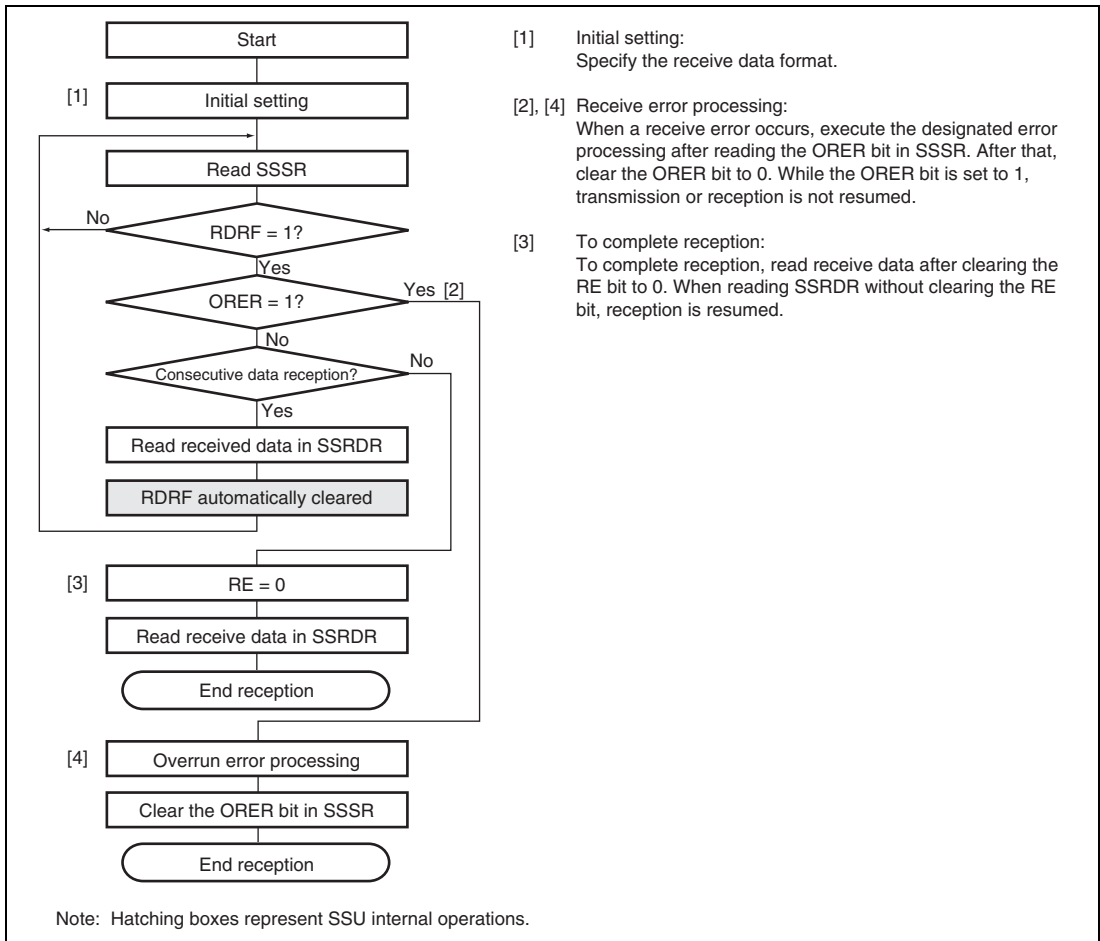 Start
[1] Initial setting
Read SSSR
No
RDRF = 1?
Yes
ORER = 1?
Yes [2]
No
Consecutive data reception?
No
Yes
Read received data in SSRDR
RDRF automatically cleared
[3] RE = 0
Read receive data in SSRDR
End reception
[4] Overrun error processing
Clear the ORER bit in SSSR
End reception
[1] Initial setting:
Specify the receive data format.
[2], [4] Receive error processing:
When a receive error occurs, execute the designated error
processing after reading the ORER bit in SSSR. After that,
clear the ORER bit to 0. While the ORER bit is set to 1,
transmission or reception is not resumed.
[3] To complete reception:
To complete reception, read receive data after clearing the
RE bit to 0. When reading SSRDR without clearing the RE
bit, reception is resumed.
Note: Hatching boxes represent SSU internal operations.